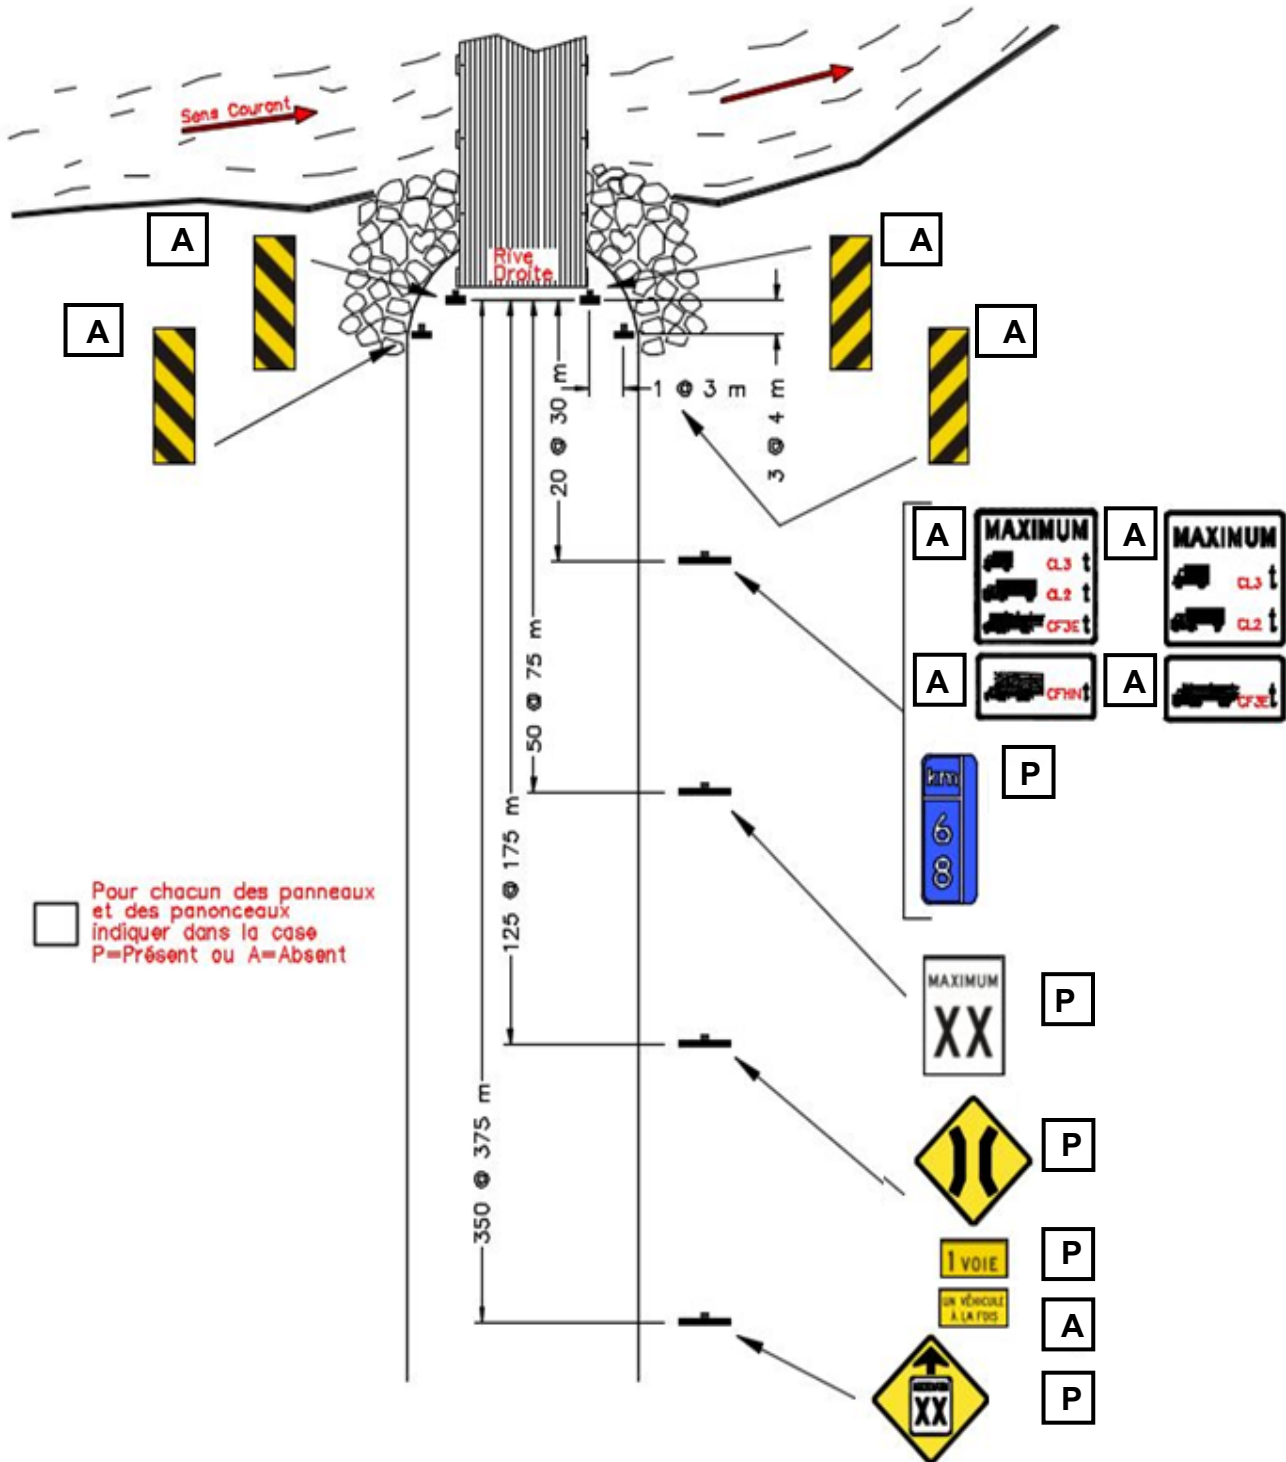 Sens Courant
A
A
A
A
Rive
Droite
20 @ 30 m
1 @ 3 m
3 @ 4 m
50 @ 75 m
125 @ 175 m
350 @ 375 m
A
MAXIMUM
CL3 t
CL2 t
CF3E t
A
MAXIMUM
CL3 t
CL2 t
A
CFHN t
A
CF3E t
km
6
8
P
Pour chacun des panneaux
et des panonceaux
indiquer dans la case
P=Présent ou A=Absent
MAXIMUM
XX
P
P
1 VOIE
P
UN VÉHICULE
À LA FOIS
A
MAXIMUM
XX
P